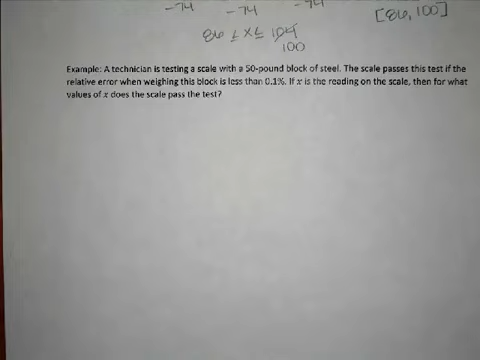 -74 -74 -74
86 ≤ x ≤ 104 [86, 100]
100
Example: A technician is testing a scale with a 50-pound block of steel. The scale passes this test if the
relative error when weighing this block is less than 0.1%. If x is the reading on the scale, then for what
values of x does the scale pass the test?